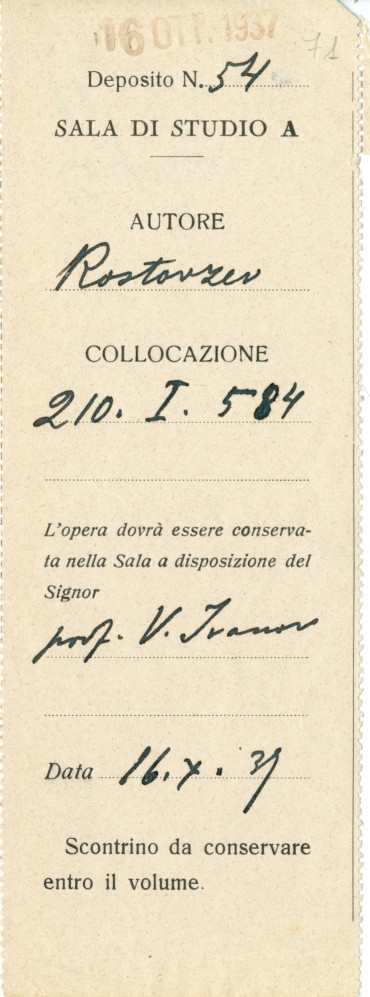 16 OTT. 1937
71
Deposito N. 54
SALA DI STUDIO A
AUTORE
Rostovzev
COLLOCAZIONE
210. I. 584
L'opera dovrà essere conserva-
ta nella Sala a disposizione del
Signor
prof. V. Ivanov
Data 16. X. 37
Scontrino da conservare
entro il volume.